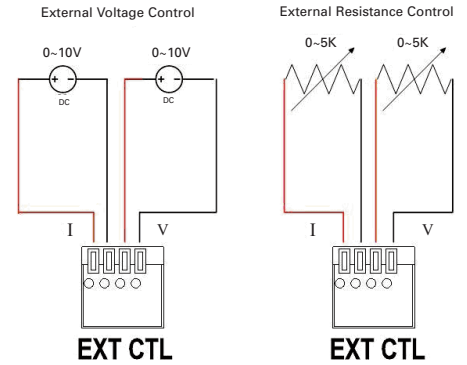 External Voltage Control
External Resistance Control
0~10V
0~10V
0~5K
0~5K
+ -
DC
+ -
DC
I
V
I
V
EXT CTL
EXT CTL